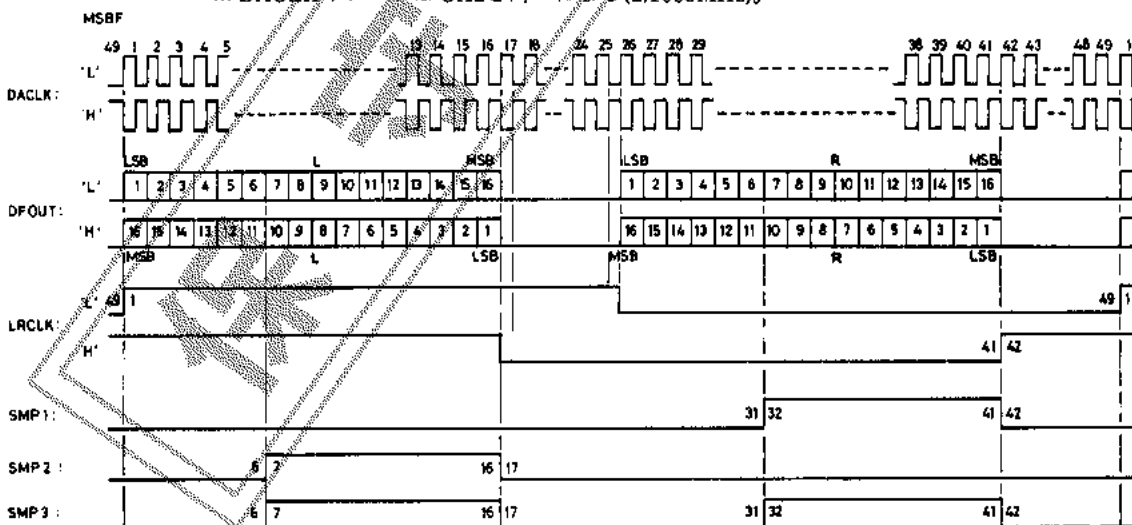 MSBF
49 1 2 3 4 5 13 14 15 16 17 18 24 25 26 27 28 29 38 39 40 41 42 43 48 49 1
'L'
DACLK:
'H'
LSB L MSB LSB R MSB
'L' 1 2 3 4 5 6 7 8 9 10 11 12 13 14 15 16 1 2 3 4 5 6 7 8 9 10 11 12 13 14 15 16
DFOUT:
'H' 16 15 14 13 12 11 10 9 8 7 6 5 4 3 2 1 16 15 14 13 12 11 10 9 8 7 6 5 4 3 2 1
MSB L LSB MSB R LSB
'L' 49 1 49 1
LRCLK:
H' 41 42
SMP1: 31 32 41 42
SMP2: 6 7 16 17
SMP3: 6 7 16 17 31 32 41 42